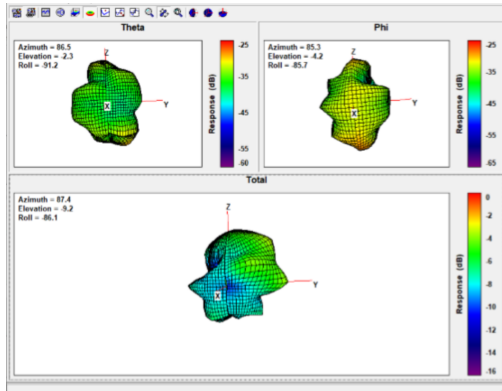 Theta
Azimuth = 86.5
Elevation = -2.3
Roll = -91.2
Z
Y
X
-25
-35
-45
-55
-60
Response (dB)
Phi
Azimuth = 85.3
Elevation = -4.2
Roll = -85.7
Z
Y
X
-25
-35
-45
-55
-65
Response (dB)
Total
Azimuth = 87.4
Elevation = -9.2
Roll = -86.1
Z
Y
X
0
-2
-4
-6
-8
-10
-12
-14
-16
Response (dB)